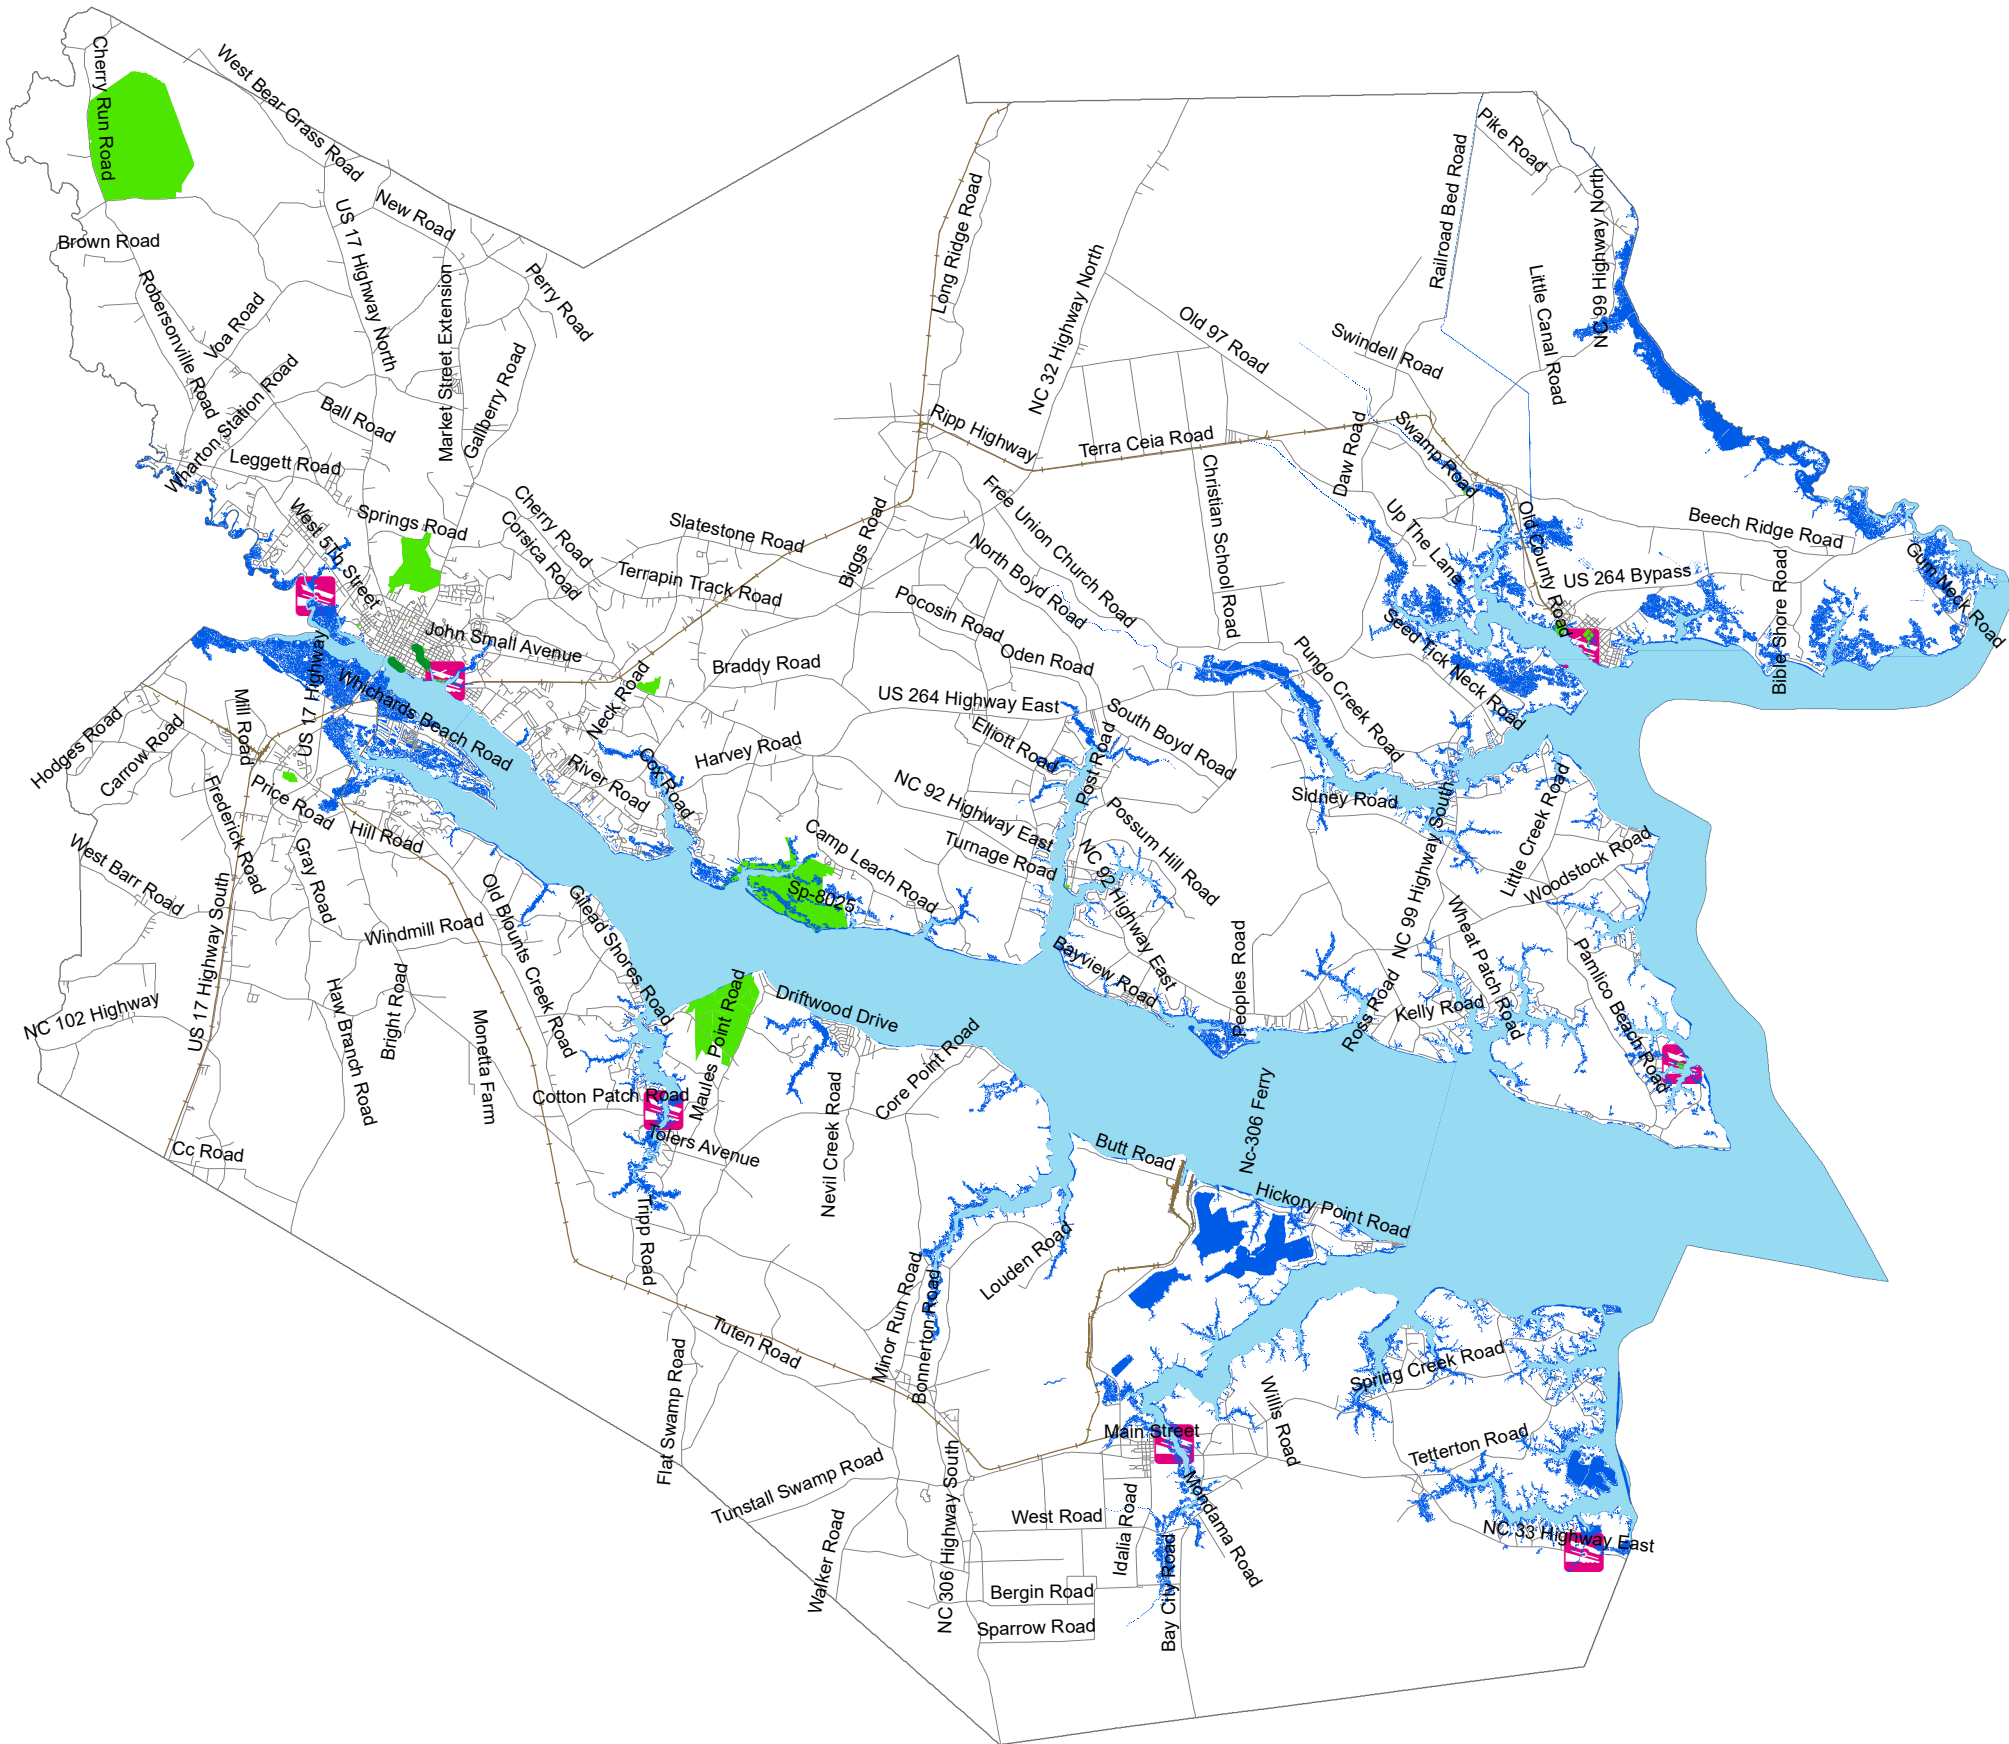 Cherry Run Road
West Bear Grass Road
Pike Road
Railroad Bed Road
NC 99 Highway North
Long Ridge Road
New Road
US 17 Highway North
Brown Road
Perry Road
Market Street Extension
Robersonville Road
Voa Road
NC 32 Highway North
Little Canal Road
Old 97 Road
Swindell Road
Wharton Station Road
Ball Road
Gallberry Road
Ripp Highway
Terra Ceia Road
Daw Road
Swamp Road
Leggett Road
Christian School Road
Free Union Church Road
Cherry Road
Corsica Road
Springs Road
West 5Th Street
Slatestone Road
Biggs Road
North Boyd Road
Up The Lane
Old County Road
Beech Ridge Road
Gum Neck Road
US 264 Bypass
Bible Shore Road
Terrapin Track Road
Pocosin Road
Oden Road
John Small Avenue
Seed Tick Neck Road
Pungo Creek Road
Neck Road
Braddy Road
US 264 Highway East
South Boyd Road
Elliott Road
Post Road
Whichards Beach Road
US 17 Highway
Mill Road
Hodges Road
Carrow Road
Harvey Road
Cox Road
River Road
NC 92 Highway East
Possum Hill Road
Sidney Road
Little Creek Road
Woodstock Road
NC 99 Highway South
Frederick Road
Price Road
Hill Road
Gray Road
West Barr Road
Camp Leach Road
Turnage Road
NC 92 Highway East
Sp-8025
Old Blounts Creek Road
Gilead Shores Road
Windmill Road
US 17 Highway South
Wheat Patch Road
Pamlico Beach Road
Bayview Road
Peoples Road
Ross Road
Kelly Road
NC 102 Highway
Haw Branch Road
Bright Road
Monetta Farm
Maules Point Road
Driftwood Drive
Core Point Road
Nevil Creek Road
Cotton Patch Road
Tolers Avenue
Cc Road
Nc-306 Ferry
Butt Road
Hickory Point Road
Tripp Road
Louden Road
Minor Run Road
Bonnerton Road
Tuten Road
Flat Swamp Road
Spring Creek Road
Willis Road
Main Street
Tetterton Road
Tunstall Swamp Road
NC 306 Highway South
Mondama Road
West Road
Idalia Road
NC 33 Highway East
Walker Road
Bay City Road
Bergin Road
Sparrow Road